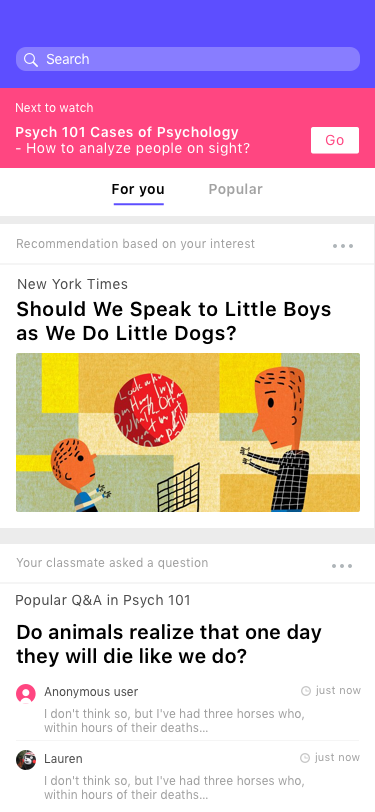 Search
Next to watch
Psych 101 Cases of Psychology
- How to analyze people on sight?
Go
For you
Popular
Recommendation based on your interest
New York Times
Should We Speak to Little Boys
as We Do Little Dogs?
Your classmate asked a question
Popular Q&A in Psych 101
Do animals realize that one day
they will die like we do?
Anonymous user
just now
I don't think so, but I've had three horses who,
within hours of their deaths...
Lauren
just now
I don't think so, but I've had three horses who,
within hours of their deaths...